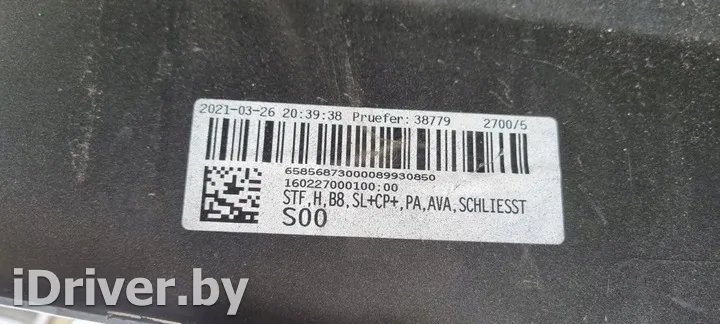 2021-03-26 20:39:38 Pruefer: 38779 2700/5
65856873000089930850
160227000100:00
STF,H,B8,SL+CP+,PA,AVA,SCHLIESST
S00
iDriver.by